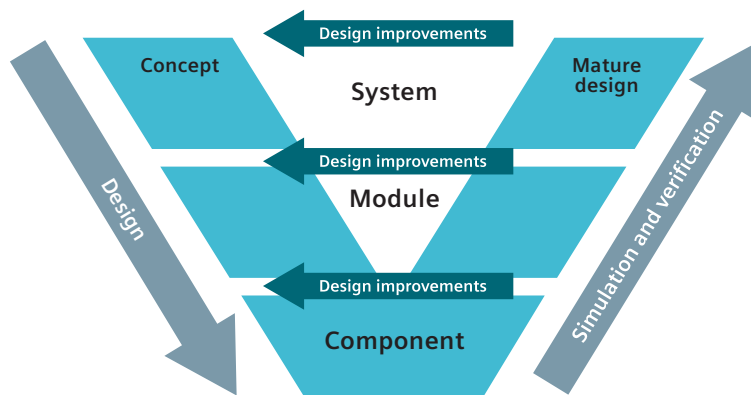 Design improvements
Concept
System
Mature
design
Design improvements
Module
Design
Simulation and verification
Design improvements
Component